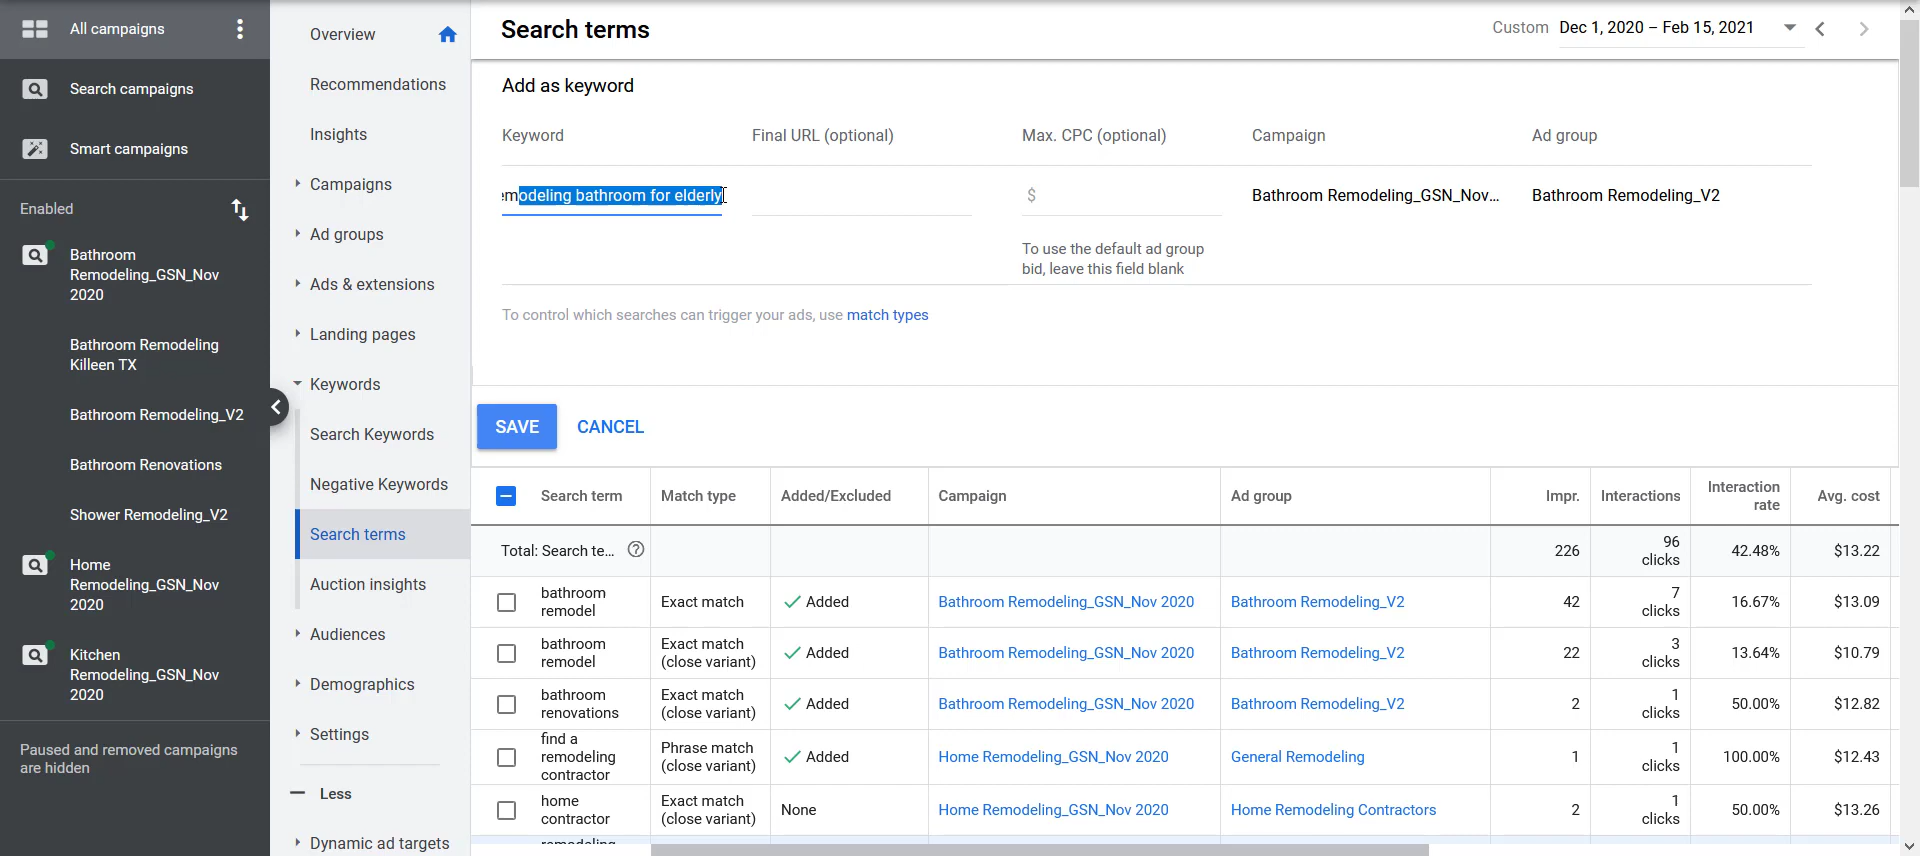 All campaigns
Search campaigns
Smart campaigns
Enabled
Bathroom
Remodeling_GSN_Nov
2020
Bathroom Remodeling
Killeen TX
Bathroom Remodeling_V2
Bathroom Renovations
Shower Remodeling_V2
Home
Remodeling_GSN_Nov
2020
Kitchen
Remodeling_GSN_Nov
2020
Paused and removed campaigns
are hidden
Overview
Recommendations
Insights
Campaigns
Ad groups
Ads & extensions
Landing pages
Keywords
Search Keywords
Negative Keywords
Search terms
Auction insights
Audiences
Demographics
Settings
Less
Dynamic ad targets
Search terms
Custom Dec 1, 2020 – Feb 15, 2021
Add as keyword
Keyword Final URL (optional) Max. CPC (optional) Campaign Ad group
emodeling bathroom for elderly $ Bathroom Remodeling_GSN_Nov... Bathroom Remodeling_V2
To use the default ad group
bid, leave this field blank
To control which searches can trigger your ads, use match types
SAVE CANCEL
Search term Match type Added/Excluded Campaign Ad group Impr. Interactions Interaction rate Avg. cost
Total: Search te... 226 96 clicks 42.48% $13.22
bathroom remodel Exact match Added Bathroom Remodeling_GSN_Nov 2020 Bathroom Remodeling_V2 42 7 clicks 16.67% $13.09
bathroom remodel Exact match (close variant) Added Bathroom Remodeling_GSN_Nov 2020 Bathroom Remodeling_V2 22 3 clicks 13.64% $10.79
bathroom renovations Exact match (close variant) Added Bathroom Remodeling_GSN_Nov 2020 Bathroom Remodeling_V2 2 1 clicks 50.00% $12.82
find a remodeling contractor Phrase match (close variant) Added Home Remodeling_GSN_Nov 2020 General Remodeling 1 1 clicks 100.00% $12.43
home contractor Exact match (close variant) None Home Remodeling_GSN_Nov 2020 Home Remodeling Contractors 2 1 clicks 50.00% $13.26